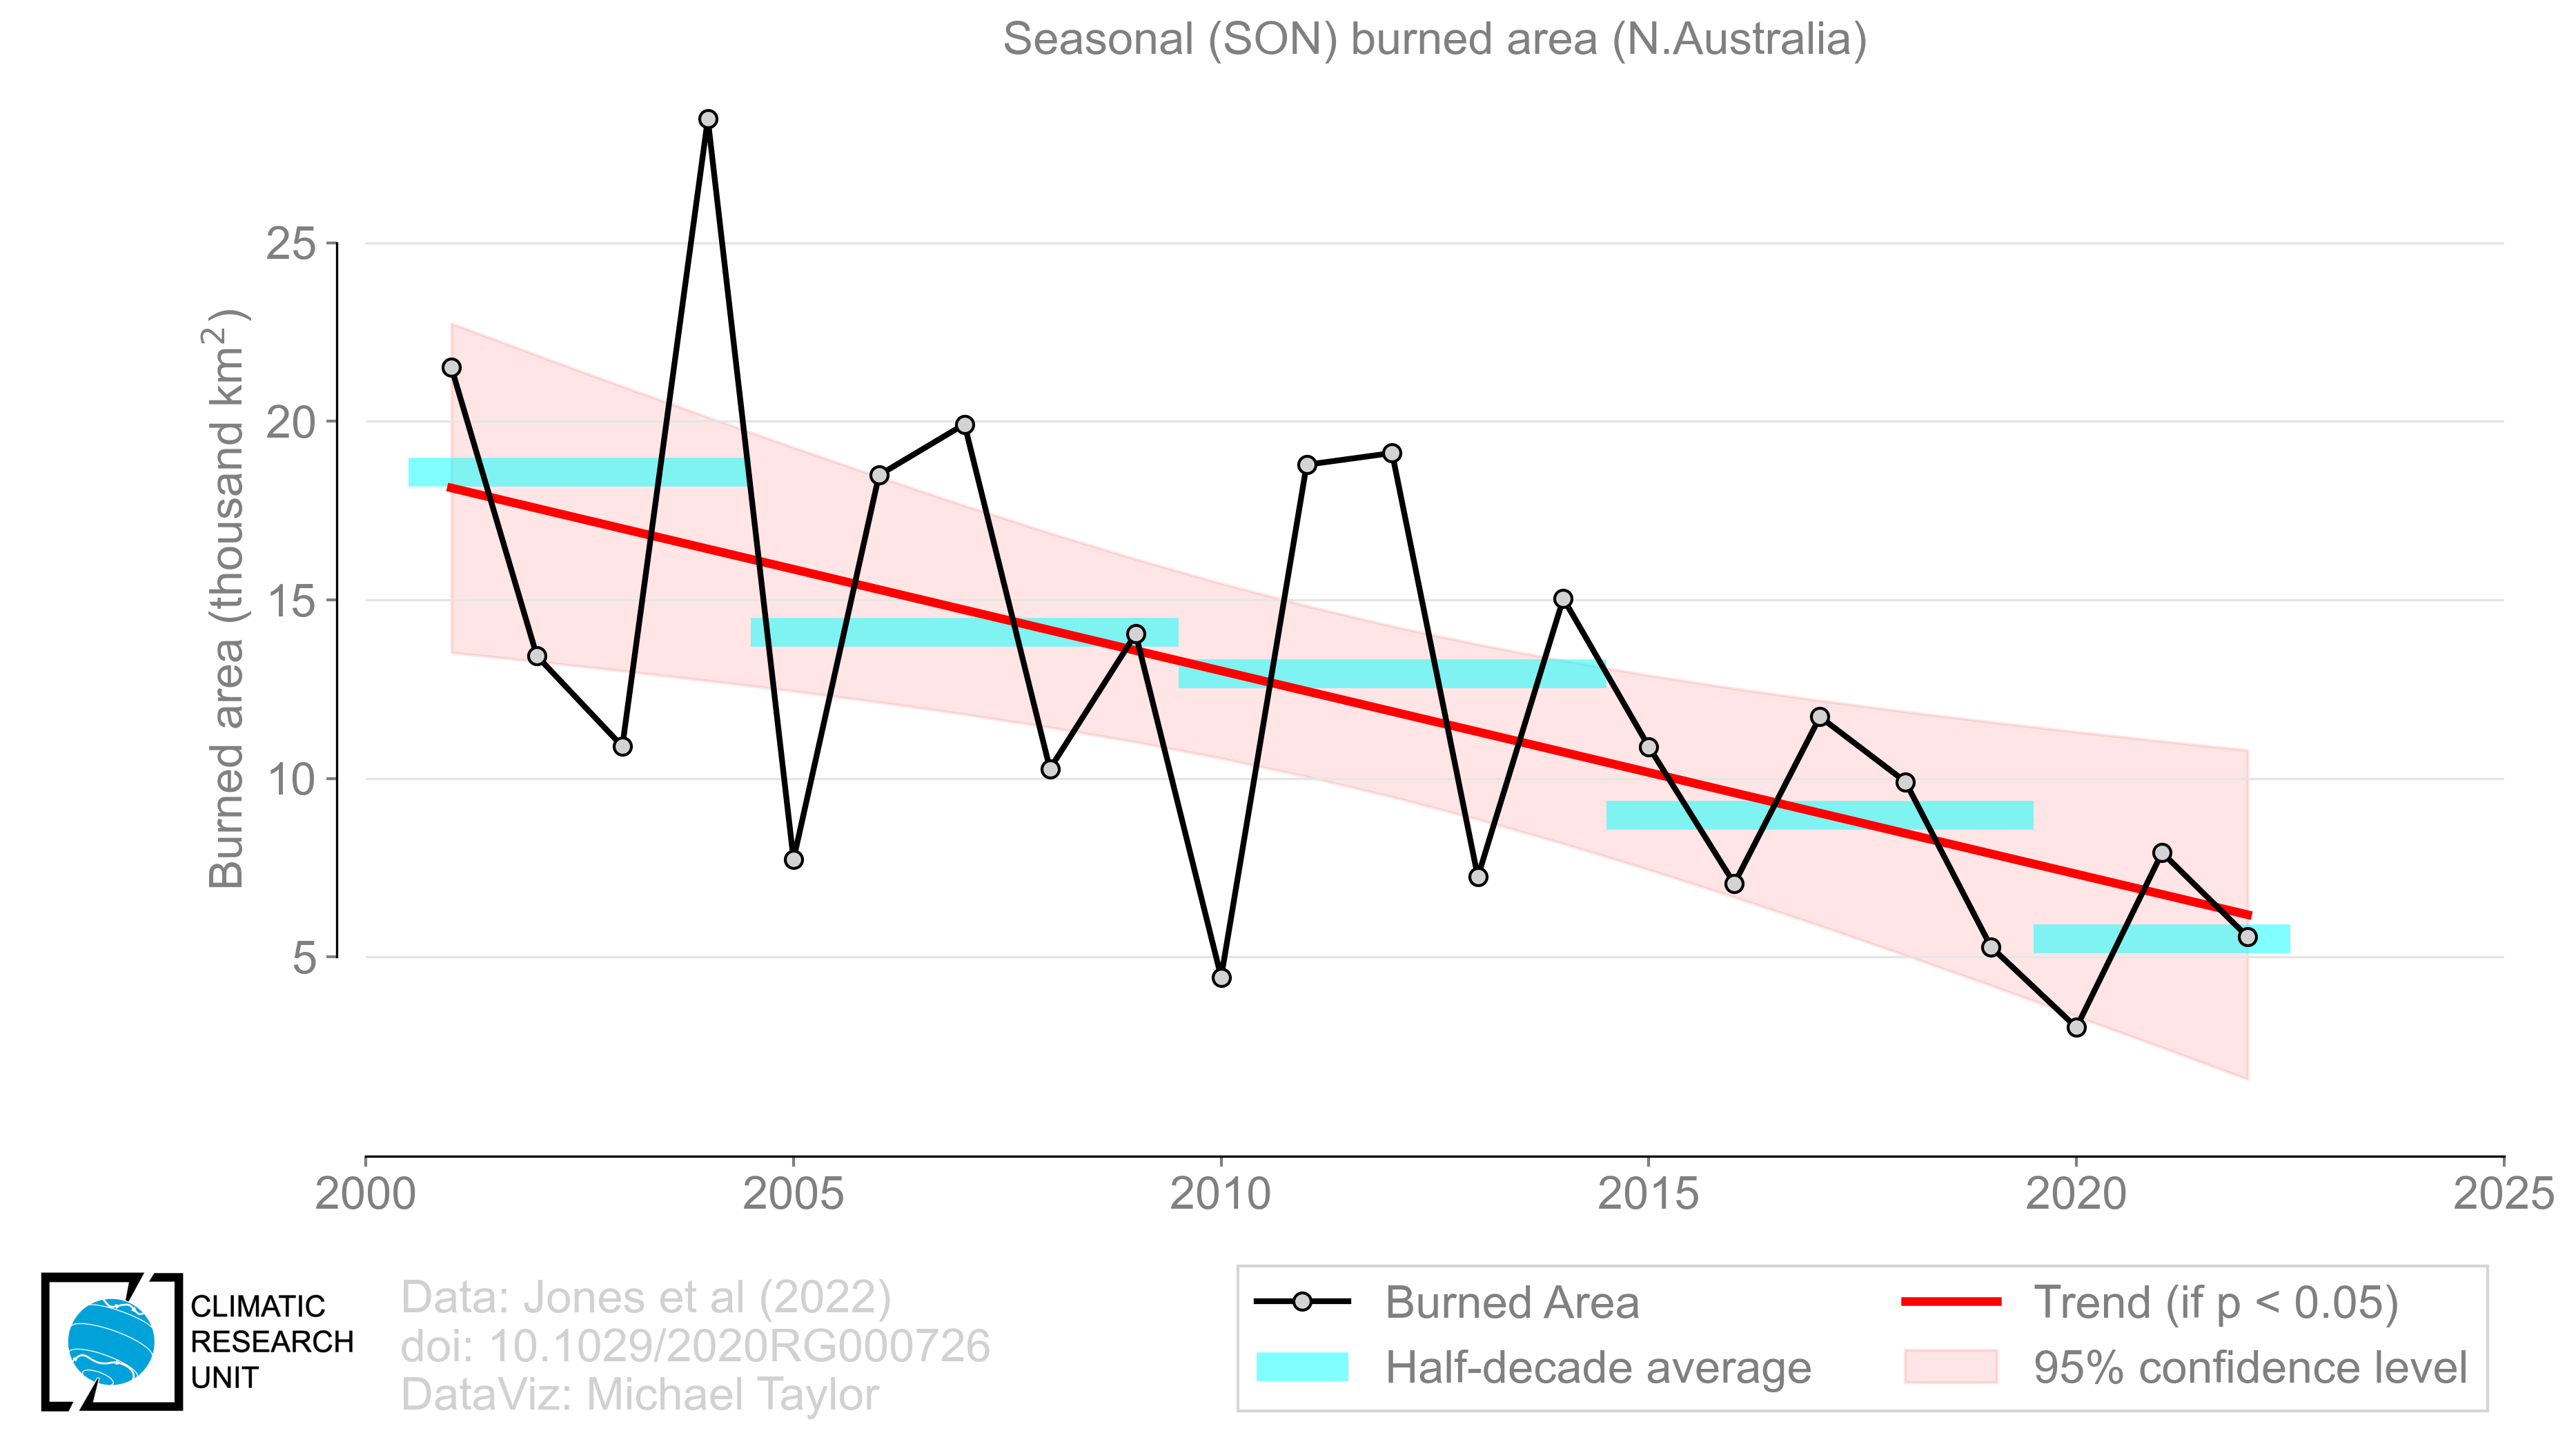 Seasonal (SON) burned area (N.Australia)
Burned area (thousand km²)
25
20
15
10
5
2000 2005 2010 2015 2020 2025
CLIMATIC
RESEARCH
UNIT
Data: Jones et al (2022)
doi: 10.1029/2020RG000726
DataViz: Michael Taylor
Burned Area
Half-decade average
Trend (if p < 0.05)
95% confidence level